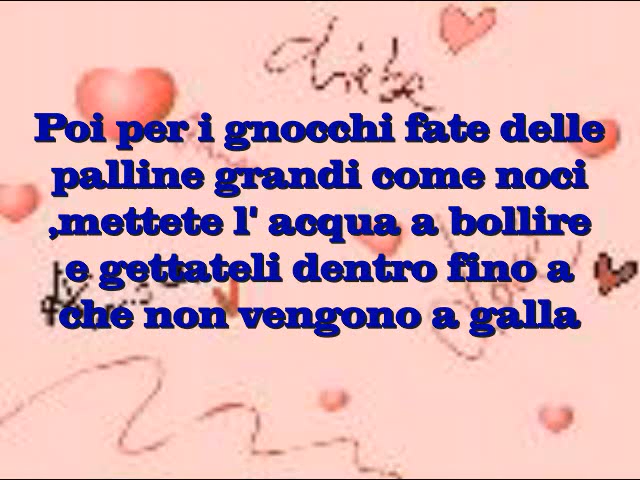 Liebe
Poi per i gnocchi fate delle
palline grandi come noci
,mettete l' acqua a bollire
e gettateli dentro fino a
che non vengono a galla